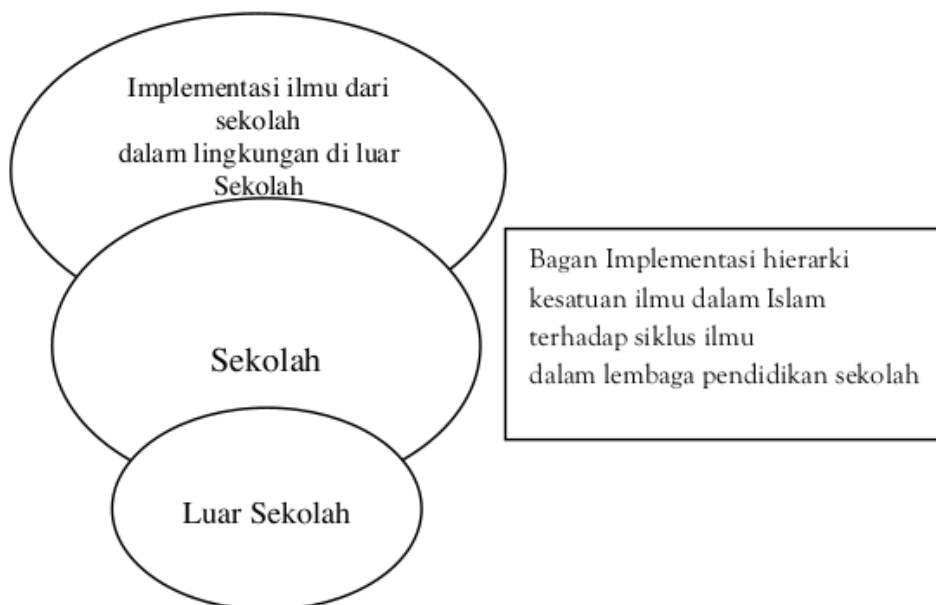 Implementasi ilmu dari
sekolah
dalam lingkungan di luar
Sekolah
Sekolah
Luar Sekolah
Bagan Implementasi hierarki
kesatuan ilmu dalam Islam
terhadap siklus ilmu
dalam lembaga pendidikan sekolah